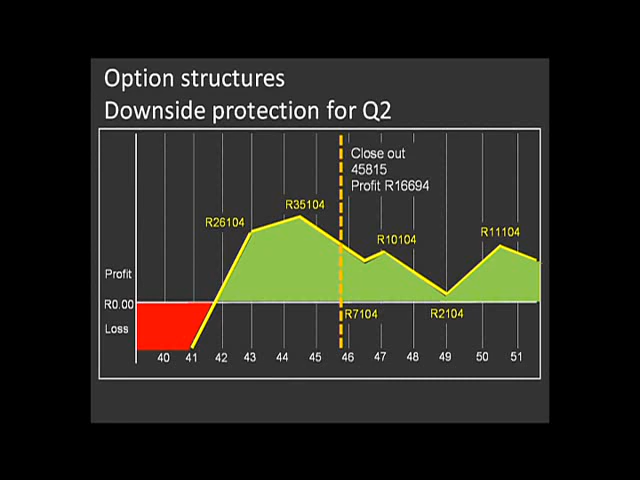 Option structures
Downside protection for Q2
Close out
45815
Profit R16694
R35104
R26104
R11104
R10104
Profit
R0.00
R7104
R2104
Loss
40 41 42 43 44 45 46 47 48 49 50 51